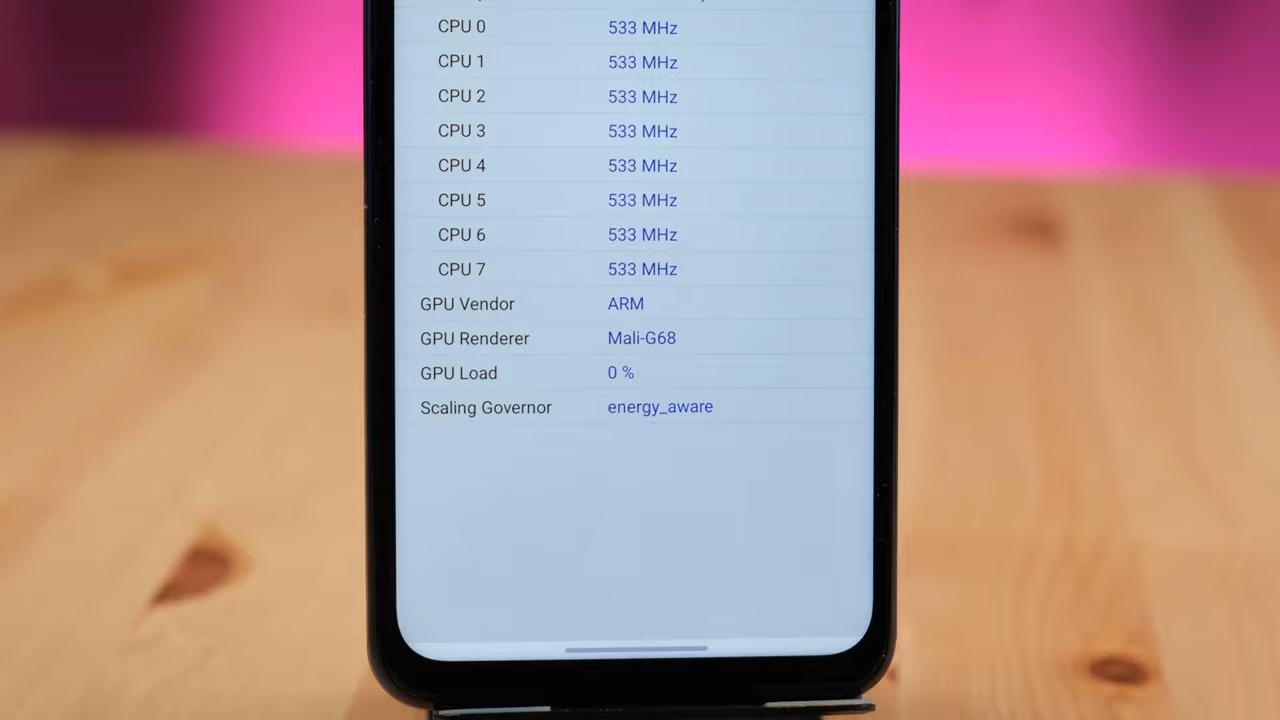 CPU 0 533 MHz
CPU 1 533 MHz
CPU 2 533 MHz
CPU 3 533 MHz
CPU 4 533 MHz
CPU 5 533 MHz
CPU 6 533 MHz
CPU 7 533 MHz
GPU Vendor ARM
GPU Renderer Mali-G68
GPU Load 0 %
Scaling Governor energy_aware